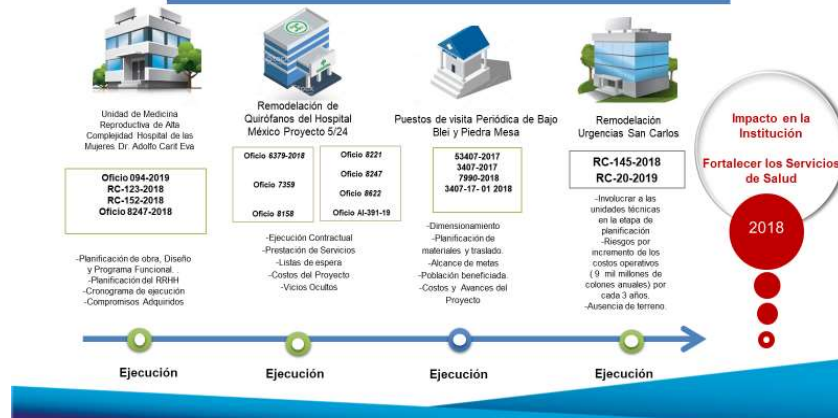 Unidad de Medicina
Reproductiva de Alta
Complejidad Hospital de las
Mujeres Dr. Adolfo Carit Eva
Oficio 094-2019
RC-123-2018
RC-152-2018
Oficio 8247-2018
-Planificación de obra, Diseño
y Programa Funcional.
-Planificación del RRHH
-Cronograma de ejecución
-Compromisos Adquiridos
Ejecución
Remodelación de
Quirófanos del Hospital
México Proyecto 5/24
Oficio 6379-2018
Oficio 7359
Oficio 8158
Oficio 8221
Oficio 8247
Oficio 8622
Oficio AI-391-19
-Ejecución Contractual
-Prestación de Servicios
-Listas de espera
-Costos del Proyecto
-Vicios Ocultos
Ejecución
Puestos de visita Periódica de Bajo
Blei y Piedra Mesa
53407-2017
3407-2017
7990-2018
3407-17- 01 2018
-Dimensionamiento
-Planificación de
materiales y traslado.
-Alcance de metas
-Población beneficiada.
-Costos y Avances del
Proyecto
Ejecución
Remodelación
Urgencias San Carlos
RC-145-2018
RC-20-2019
-Involucrar a las
unidades técnicas
en la etapa de
planificación
-Riesgos por
incremento de los
costos operativos
( 9 mil millones de
colones anuales) por
cada 3 años.
-Ausencia de terreno.
Ejecución
Impacto en la
Institución
Fortalecer los Servicios
de Salud
2018